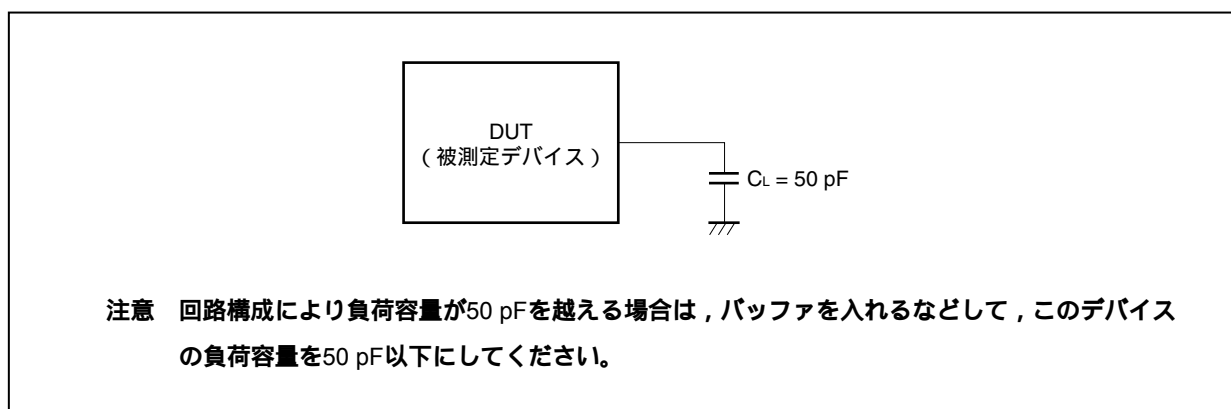 DUT
（被測定デバイス）
CL = 50 pF
注意　回路構成により負荷容量が50 pFを越える場合は，バッファを入れるなどして，このデバイス
の負荷容量を50 pF以下にしてください。